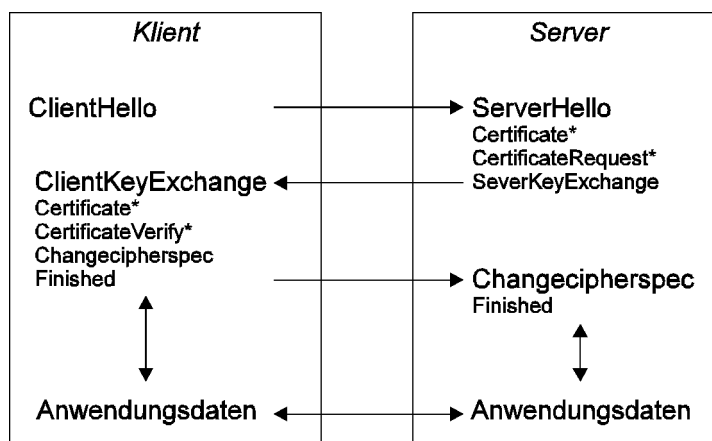 Klient
ClientHello
ClientKeyExchange
Certificate*
CertificateVerify*
Changecipherspec
Finished
Anwendungsdaten
Server
ServerHello
Certificate*
CertificateRequest*
SeverKeyExchange
Changecipherspec
Finished
Anwendungsdaten